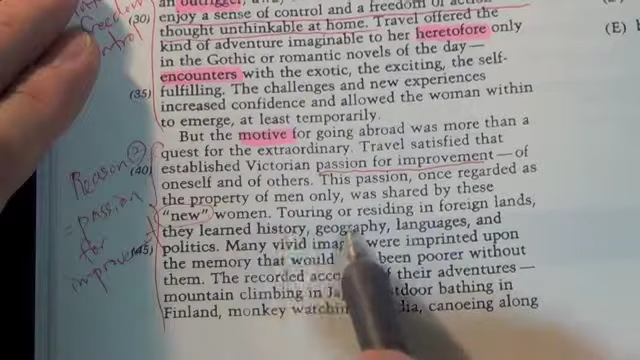 an outrigger,
(30) enjoy a sense of control and a freedom of action
thought unthinkable at home. Travel offered the
kind of adventure imaginable to her heretofore only
in the Gothic or romantic novels of the day—
encounters with the exotic, the exciting, the self-
(35) fulfilling. The challenges and new experiences
increased confidence and allowed the woman within
to emerge, at least temporarily.
But the motive for going abroad was more than a
quest for the extraordinary. Travel satisfied that
(40) established Victorian passion for improvement—of
oneself and of others. This passion, once regarded as
the property of men only, was shared by these
"new" women. Touring or residing in foreign lands,
they learned history, geography, languages, and
(45) politics. Many vivid were imprinted upon
the memory that would been poorer without
them. The recorded their adventures—
mountain climbing in bathing in
Finland, monkey canoeing along
(E)
freedom
control
Reason ②
= passion
for
improvement